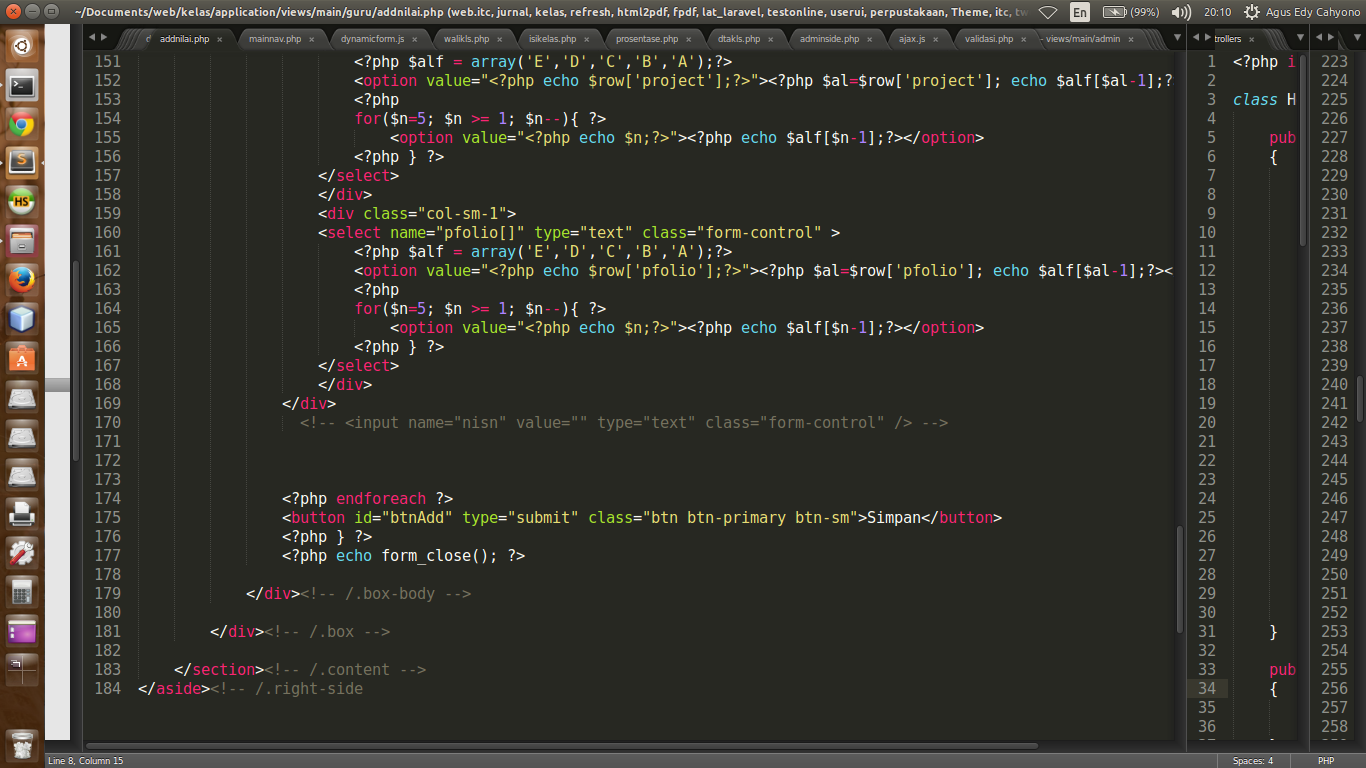 ~/Documents/web/kelas/application/views/main/guru/addnilai.php (web.itc, jurnal, kelas, refresh, html2pdf, fpdf, lat_laravel, testonline, userui, perpustakaan, Theme, itc, tw
En (99%) 20:10 Agus Edy Cahyono
addnilai.php × mainnav.php × dynamicform.js × walikls.php × isikelas.php × prosentase.php × dtakls.php × adminside.php × ajax.js × validasi.php × views/main/admin × trollers ×
151 <?php $alf = array('E','D','C','B','A');?>
152 <option value="<?php echo $row['project'];?>"><?php $al=$row['project']; echo $alf[$al-1];?
153 <?php
154 for($n=5; $n >= 1; $n--){ ?>
155 <option value="<?php echo $n;?>"><?php echo $alf[$n-1];?></option>
156 <?php } ?>
157 </select>
158 </div>
159 <div class="col-sm-1">
160 <select name="pfolio[]" type="text" class="form-control" >
161 <?php $alf = array('E','D','C','B','A');?>
162 <option value="<?php echo $row['pfolio'];?>"><?php $al=$row['pfolio']; echo $alf[$al-1];?><
163 <?php
164 for($n=5; $n >= 1; $n--){ ?>
165 <option value="<?php echo $n;?>"><?php echo $alf[$n-1];?></option>
166 <?php } ?>
167 </select>
168 </div>
169 </div>
170 <!-- <input name="nisn" value="" type="text" class="form-control" /> -->
171
172
173
174 <?php endforeach ?>
175 <button id="btnAdd" type="submit" class="btn btn-primary btn-sm">Simpan</button>
176 <?php } ?>
177 <?php echo form_close(); ?>
178
179 </div><!-- /.box-body -->
180
181 </div><!-- /.box -->
182
183 </section><!-- /.content -->
184 </aside><!-- /.right-side
1 <?php i
2
3 class H
4
5 pub
6 {
7
8
9
10
11
12
13
14
15
16
17
18
19
20
21
22
23
24
25
26
27
28
29
30
31 }
32
33 pub
34 {
35
36
223
224
225
226
227
228
229
230
231
232
233
234
235
236
237
238
239
240
241
242
243
244
245
246
247
248
249
250
251
252
253
254
255
256
257
258
HS
Line 8, Column 15 Spaces: 4 PHP